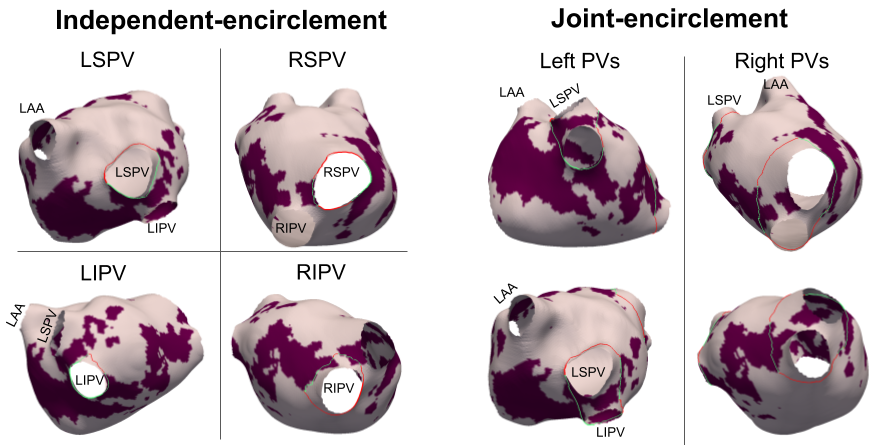 Independent-encirclement
LSPV
RSPV
LAA
LSPV
LIPV
RSPV
RIPV
LIPV
RIPV
LAA
LSPV
LIPV
RIPV
Joint-encirclement
Left PVs
Right PVs
LAA
LSPV
LAA
LSPV
LAA
LSPV
LIPV